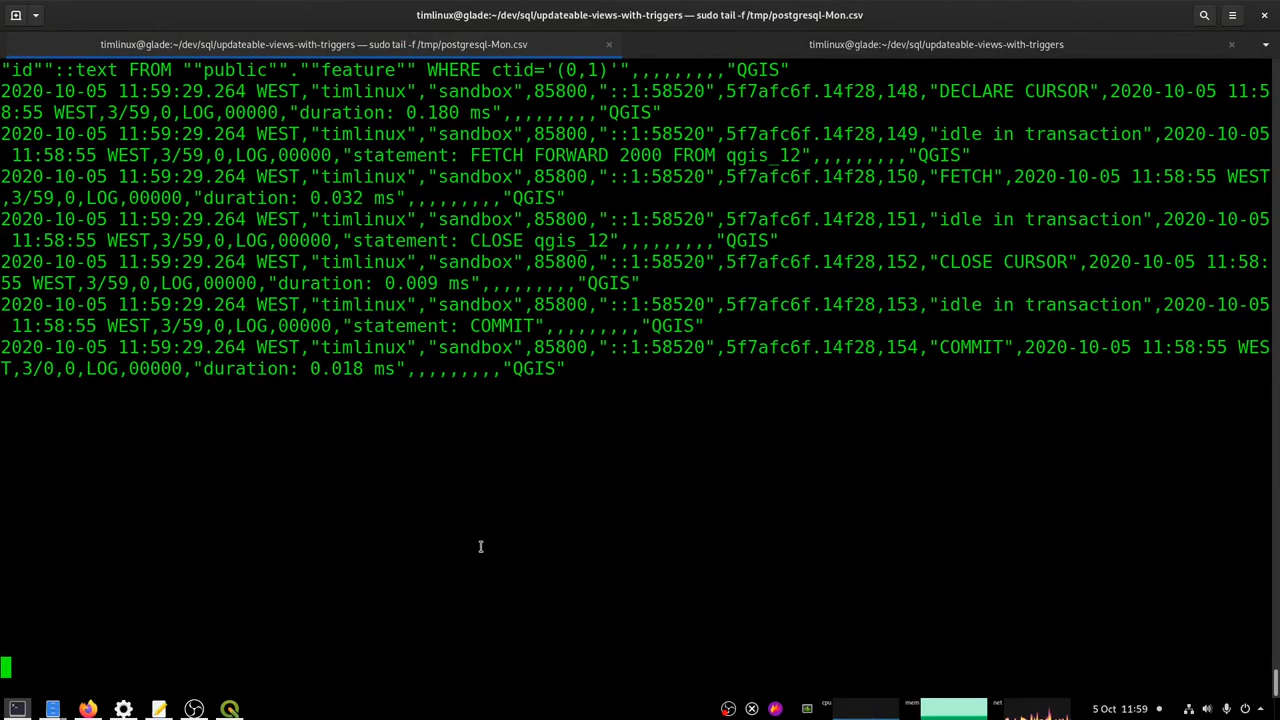 timlinux@glade:~/dev/sql/updateable-views-with-triggers — sudo tail -f /tmp/postgresql-Mon.csv
timlinux@glade:~/dev/sql/updateable-views-with-triggers — sudo tail -f /tmp/postgresql-Mon.csv
timlinux@glade:~/dev/sql/updateable-views-with-triggers
"id""::text FROM ""public"".""feature"" WHERE ctid='(0,1)'",,,,,,,,,"QGIS"
2020-10-05 11:59:29.264 WEST,"timlinux","sandbox",85800,"::1:58520",5f7afc6f.14f28,148,"DECLARE CURSOR",2020-10-05 11:5
8:55 WEST,3/59,0,LOG,00000,"duration: 0.180 ms",,,,,,,,,"QGIS"
2020-10-05 11:59:29.264 WEST,"timlinux","sandbox",85800,"::1:58520",5f7afc6f.14f28,149,"idle in transaction",2020-10-05
11:58:55 WEST,3/59,0,LOG,00000,"statement: FETCH FORWARD 2000 FROM qgis_12",,,,,,,,,"QGIS"
2020-10-05 11:59:29.264 WEST,"timlinux","sandbox",85800,"::1:58520",5f7afc6f.14f28,150,"FETCH",2020-10-05 11:58:55 WEST
,3/59,0,LOG,00000,"duration: 0.032 ms",,,,,,,,,"QGIS"
2020-10-05 11:59:29.264 WEST,"timlinux","sandbox",85800,"::1:58520",5f7afc6f.14f28,151,"idle in transaction",2020-10-05
11:58:55 WEST,3/59,0,LOG,00000,"statement: CLOSE qgis_12",,,,,,,,,"QGIS"
2020-10-05 11:59:29.264 WEST,"timlinux","sandbox",85800,"::1:58520",5f7afc6f.14f28,152,"CLOSE CURSOR",2020-10-05 11:58:
55 WEST,3/59,0,LOG,00000,"duration: 0.009 ms",,,,,,,,,"QGIS"
2020-10-05 11:59:29.264 WEST,"timlinux","sandbox",85800,"::1:58520",5f7afc6f.14f28,153,"idle in transaction",2020-10-05
11:58:55 WEST,3/59,0,LOG,00000,"statement: COMMIT",,,,,,,,,"QGIS"
2020-10-05 11:59:29.264 WEST,"timlinux","sandbox",85800,"::1:58520",5f7afc6f.14f28,154,"COMMIT",2020-10-05 11:58:55 WES
T,3/0,0,LOG,00000,"duration: 0.018 ms",,,,,,,,,"QGIS"
cpu mem net 5 Oct 11:59